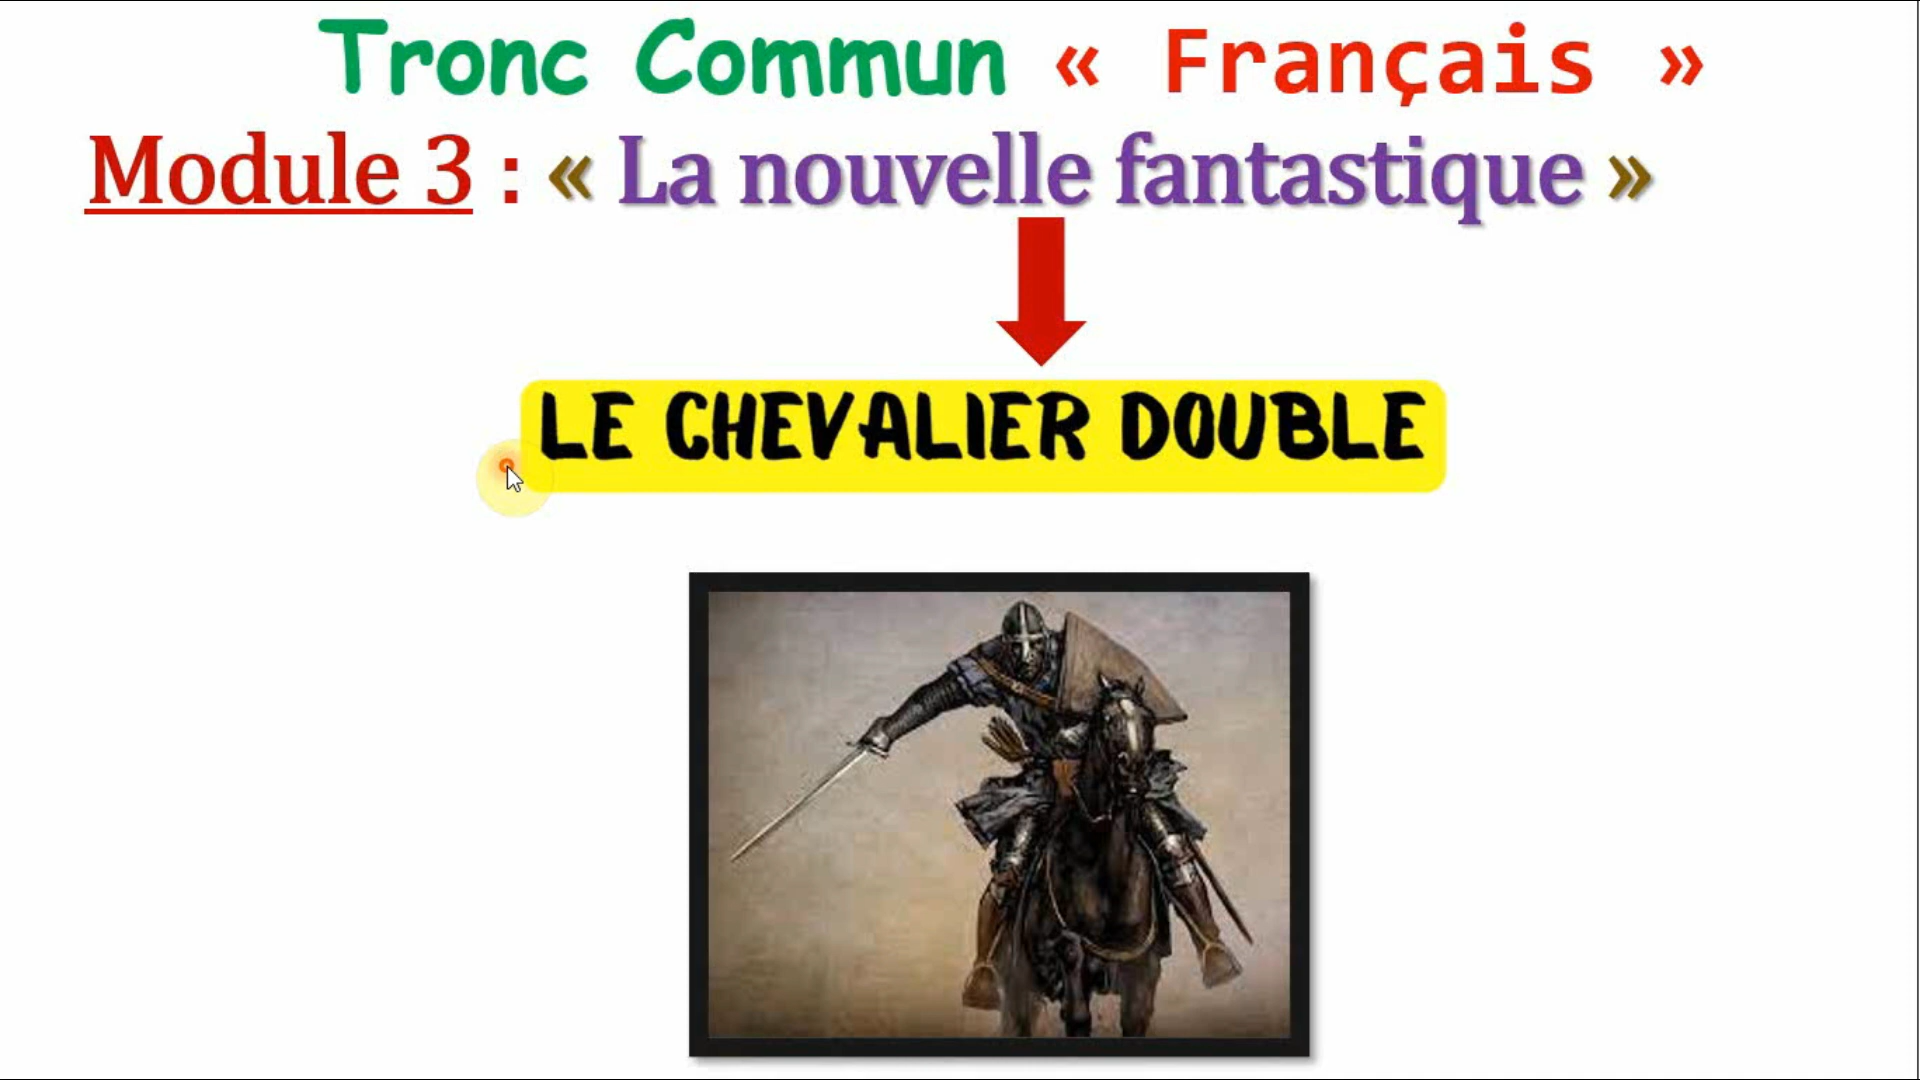 Tronc Commun « Français »
Module 3 : « La nouvelle fantastique »
LE CHEVALIER DOUBLE